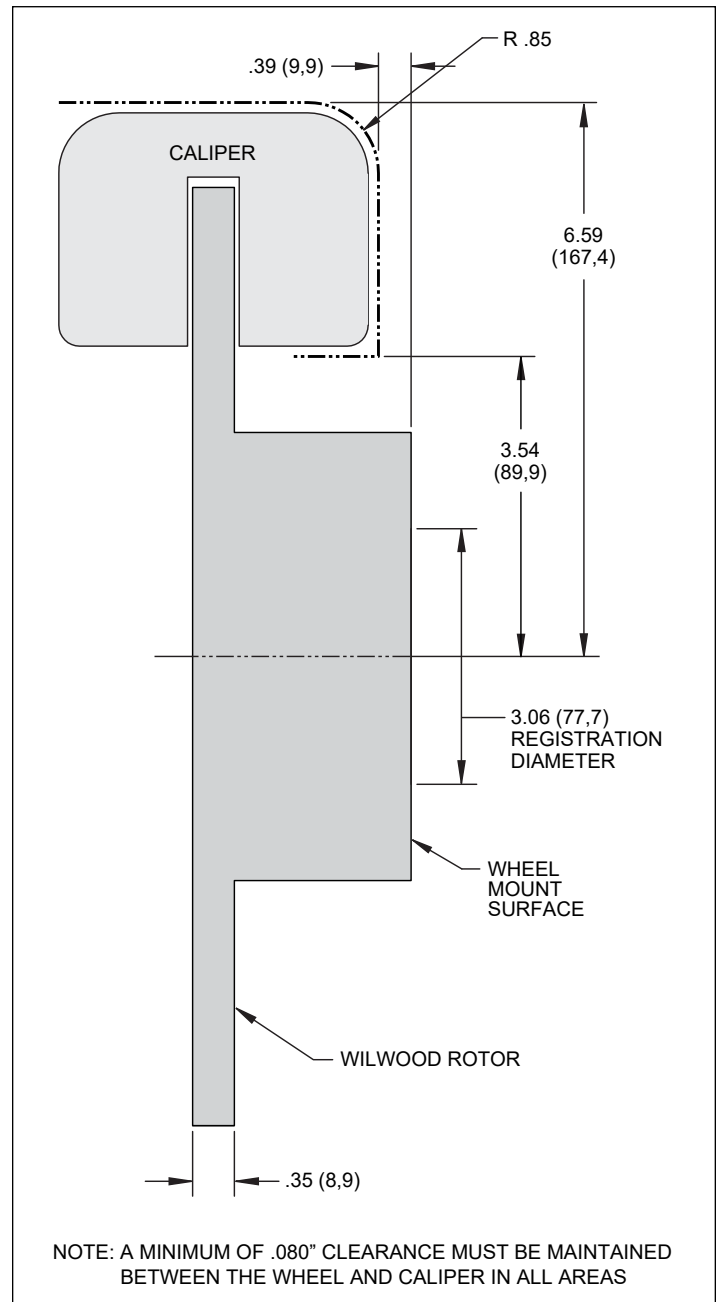 R .85
.39 (9,9)
CALIPER
6.59
(167,4)
3.54
(89,9)
3.06 (77,7)
REGISTRATION
DIAMETER
WHEEL
MOUNT
SURFACE
WILWOOD ROTOR
.35 (8,9)
NOTE: A MINIMUM OF .080” CLEARANCE MUST BE MAINTAINED
BETWEEN THE WHEEL AND CALIPER IN ALL AREAS